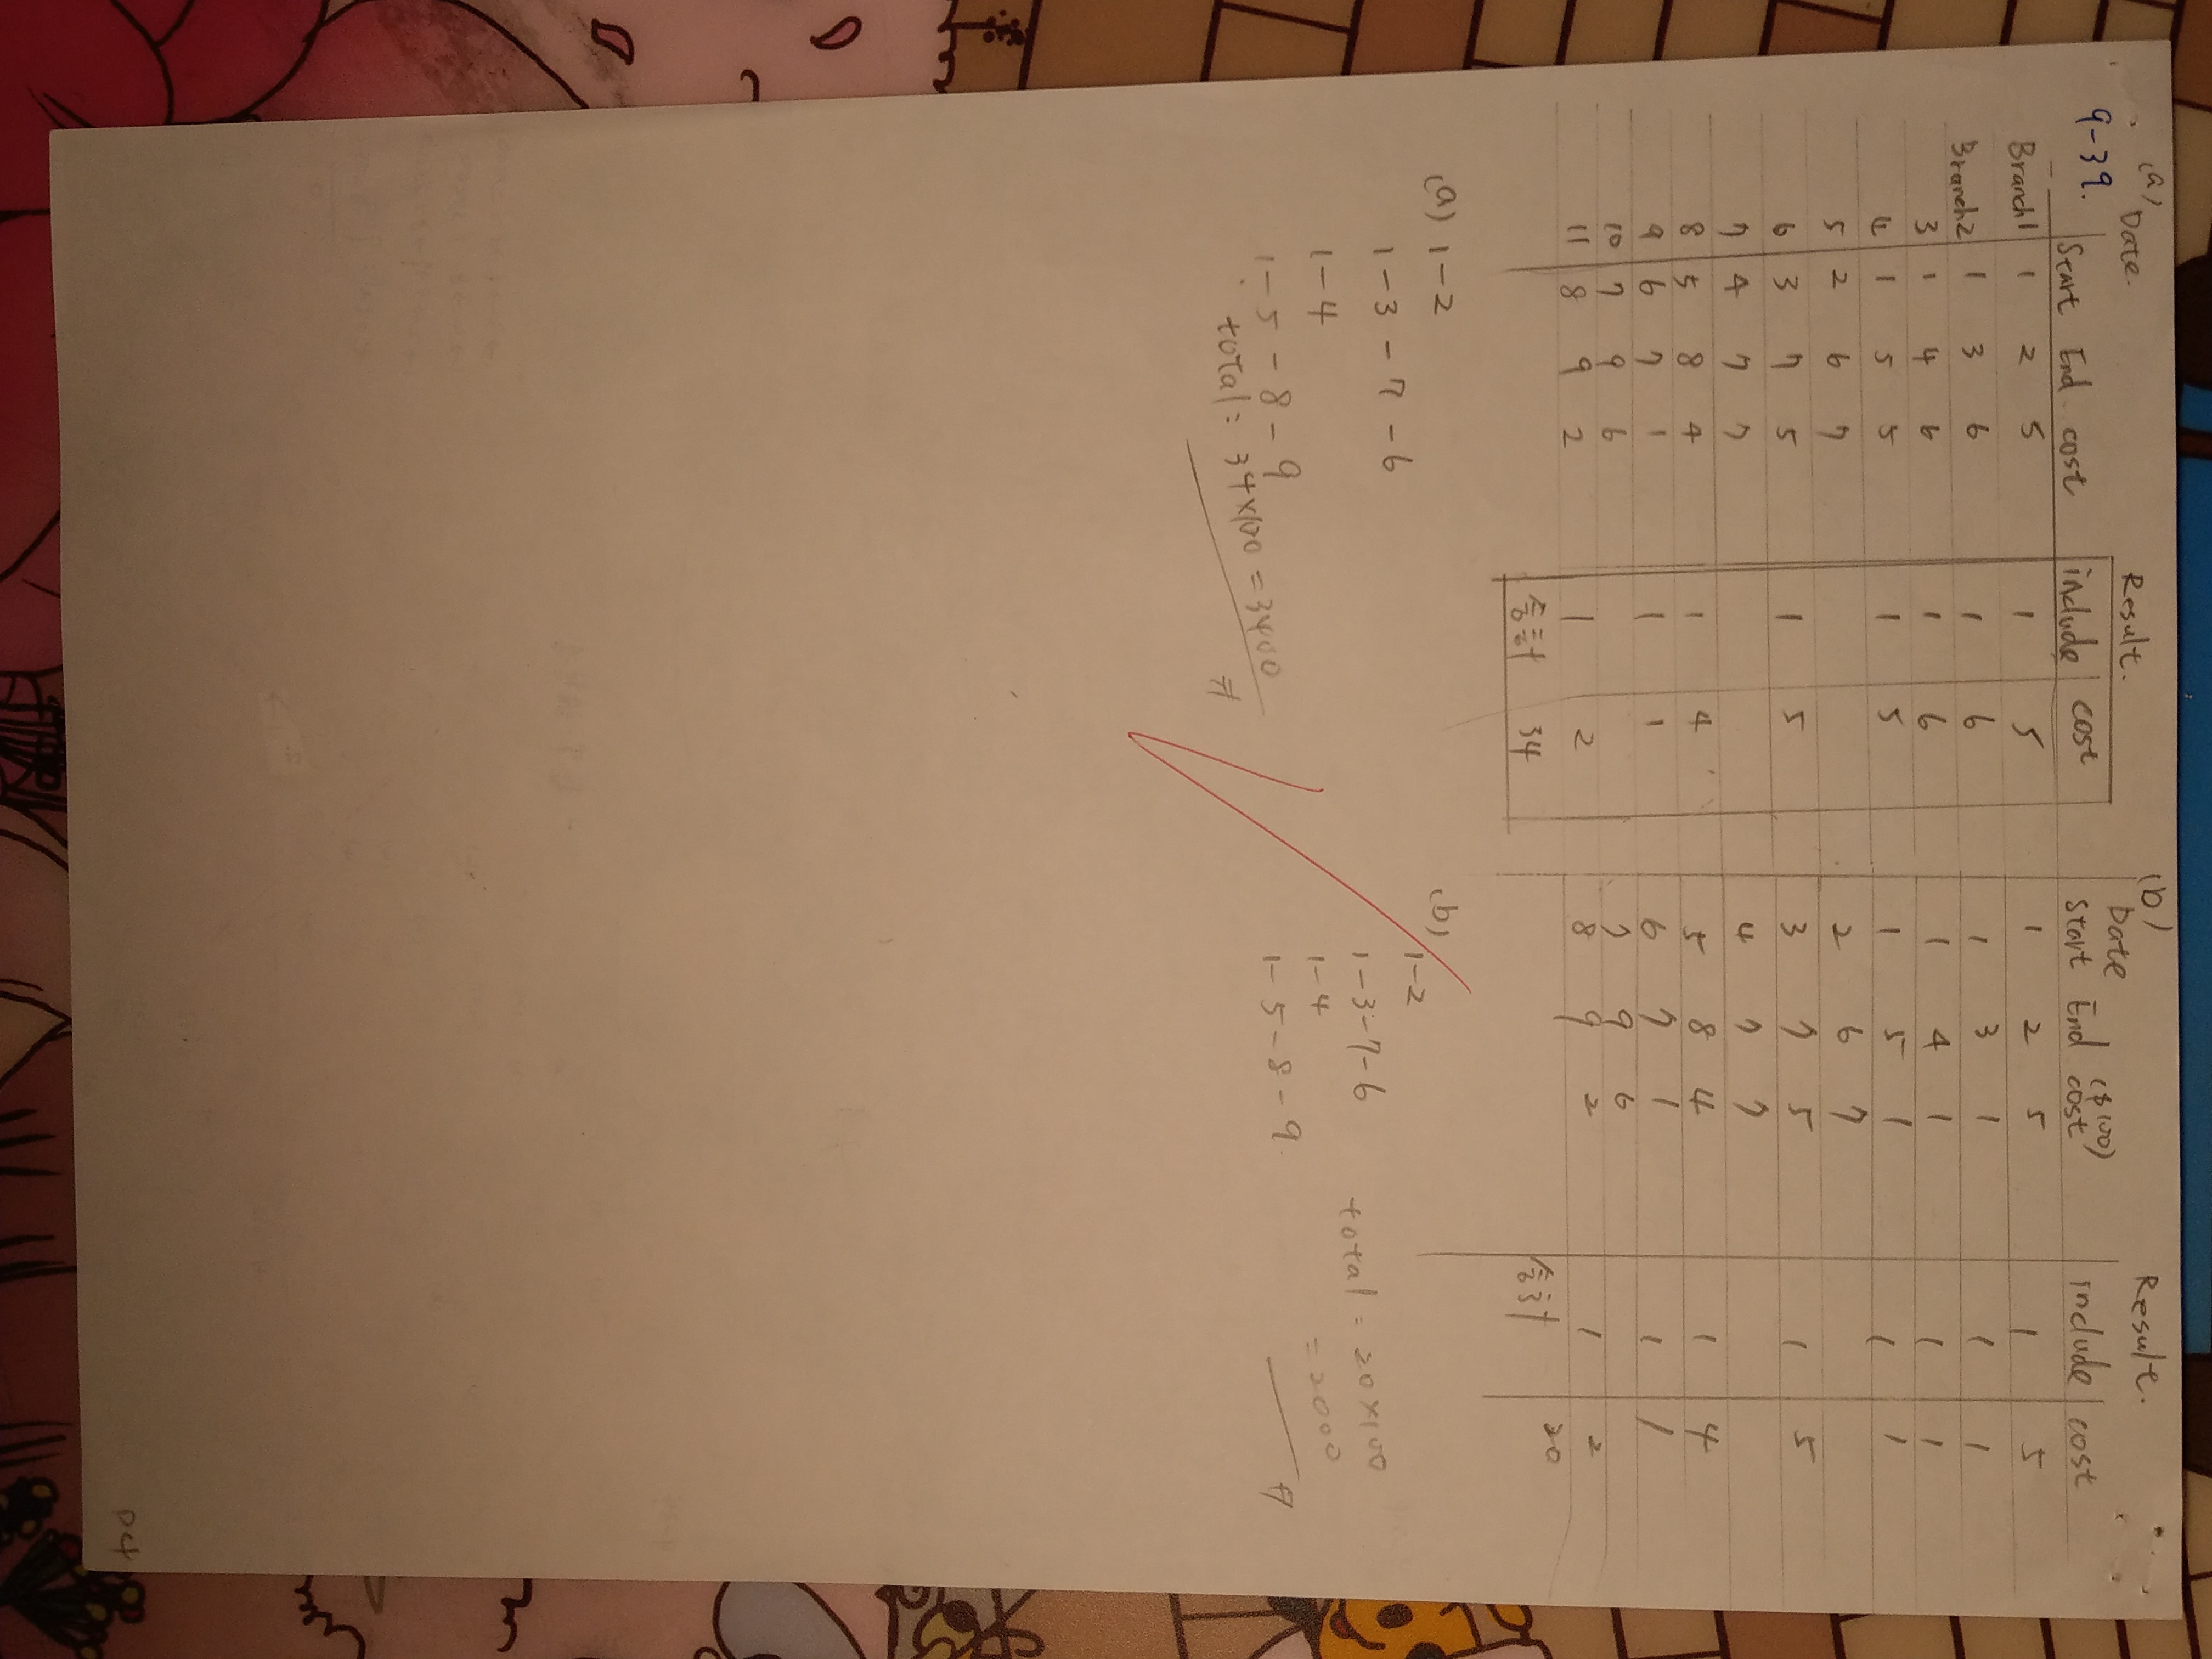 (a)
Date. Result.
9-39.
Start End cost include cost
Branch1 1 2 5 1 5
Branch2 1 3 6 1 6
3 1 4 6 1 6
4 1 5 5 1 5
5 2 6 7
6 3 7 5 1 5
7 4 7 7
8 5 8 4 1 4
9 6 7 1 1 1
10 7 9 6
11 8 9 2 1 2
合計 34
(a) 1-2
1-3-7-6
1-4
1-5-8-9
total= 34×100=3400
(b)
Date Result.
($100)
Start End cost include cost
1 2 5 1 5
1 3 1 1 1
1 4 1 1 1
1 5 1 1 1
2 6 7
3 7 5 1 5
4 7 7
5 8 4 1 4
6 7 1 1 1
7 9 6
8 9 2 1 2
合計 20
(b)
1-2
1-3-7-6
1-4
1-5-8-9
total = 20×100
= 2000
P4